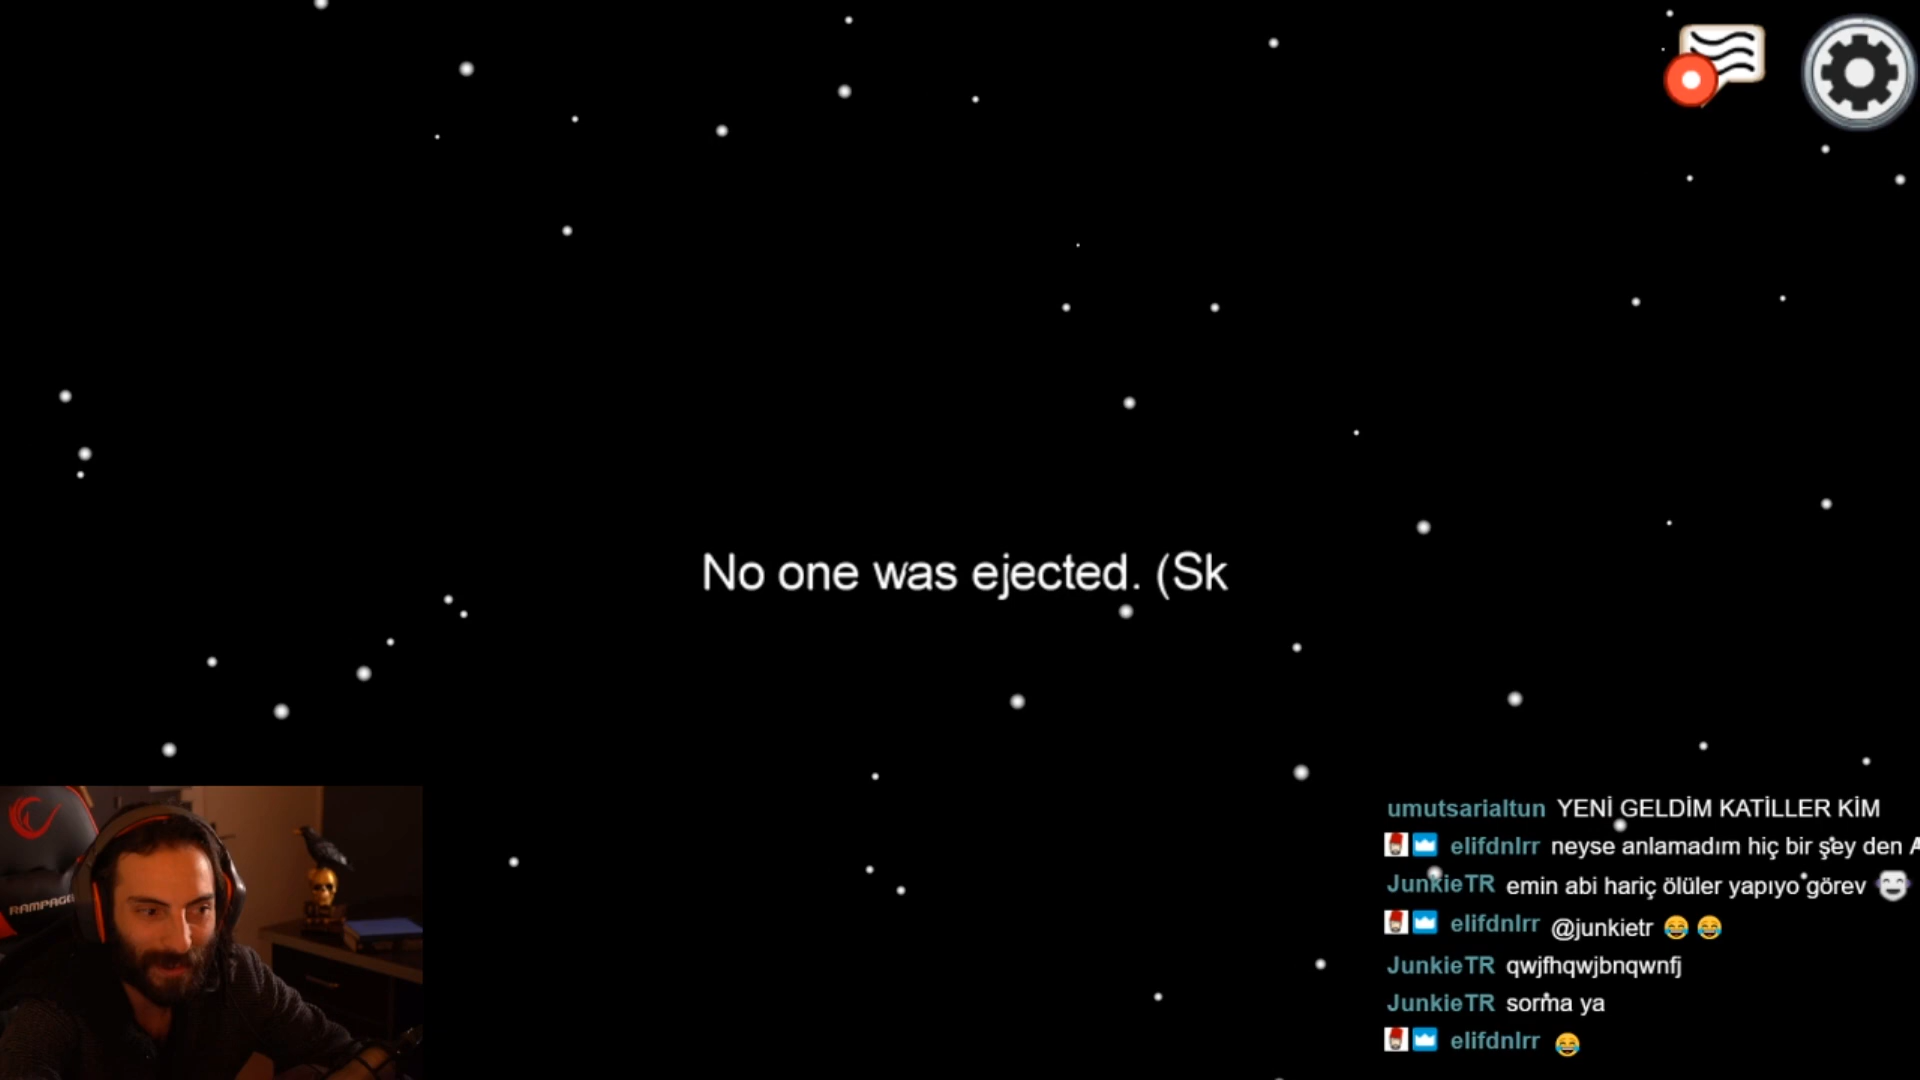 No one was ejected. (Sk
umutsarialtun YENİ GELDİM KATİLLER KİM
elifdnlrr neyse anlamadım hiç bir şey den A
JunkieTR emin abi hariç ölüler yapıyo görev
elifdnlrr @junkietr 😂 😂
JunkieTR qwjfhqwjbnqwnfj
JunkieTR sorma ya
elifdnlrr 😂
RAMPAGE